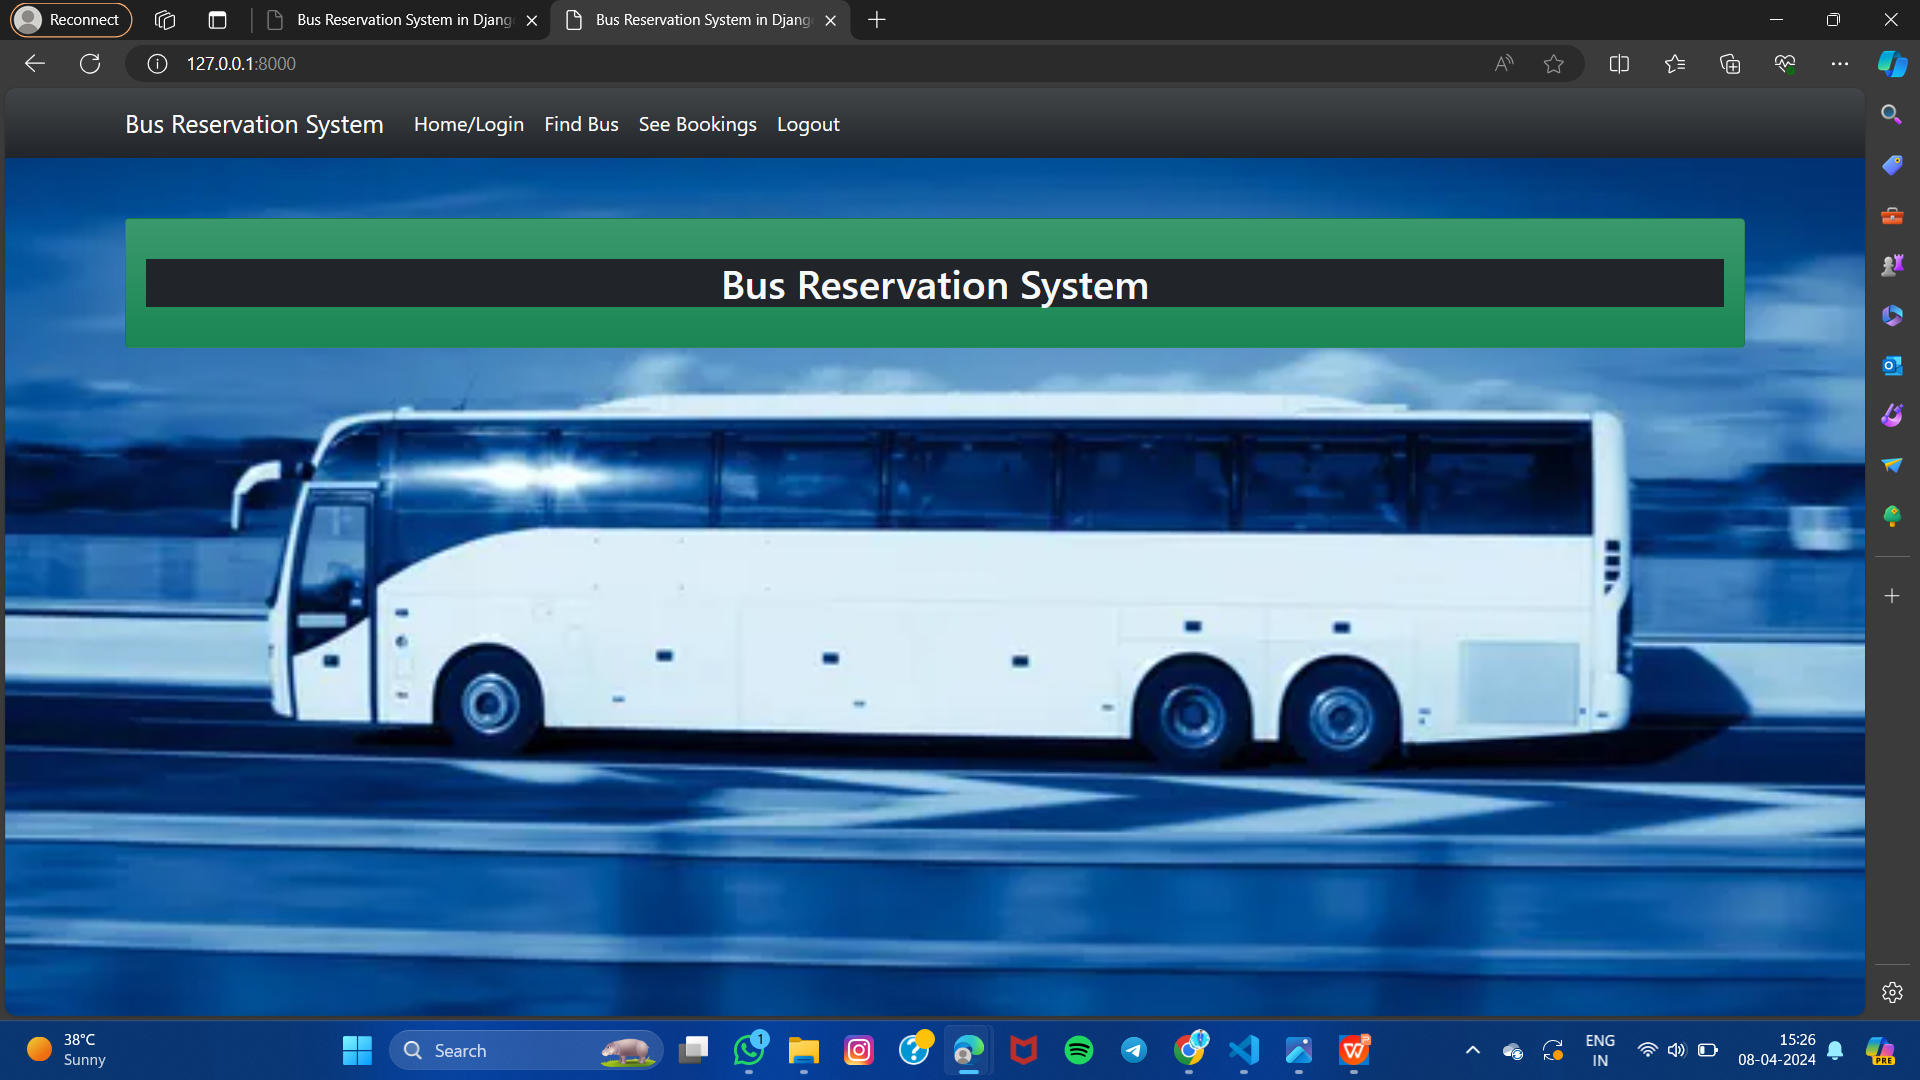 Reconnect
Bus Reservation System in Djang
Bus Reservation System in Djang
127.0.0.1:8000
Bus Reservation System
Home/Login
Find Bus
See Bookings
Logout
Bus Reservation System
38°C
Sunny
Search
1
ENG
IN
15:26
08-04-2024
PRE